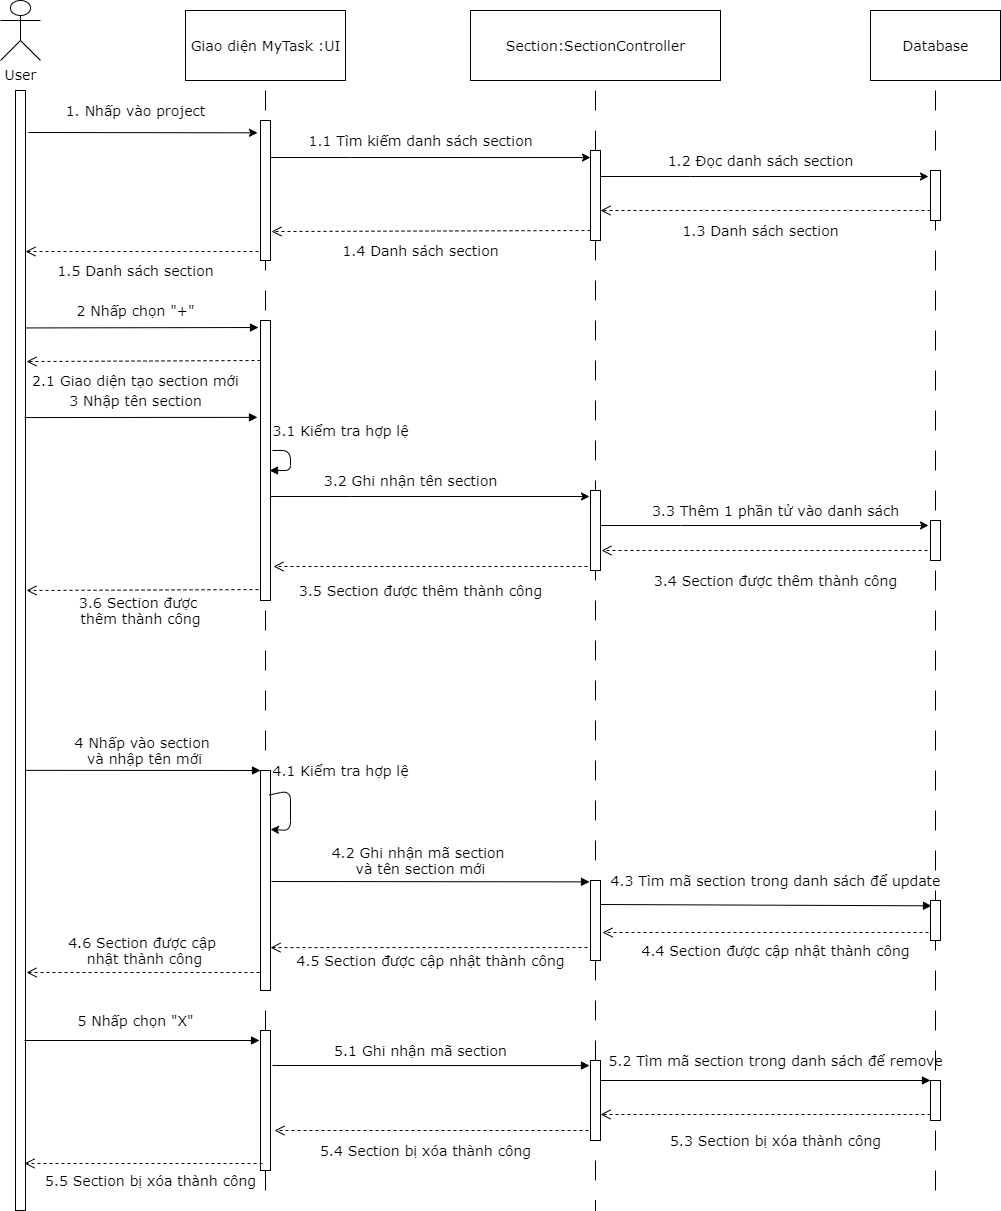 User
Giao diện MyTask :UI
Section:SectionController
Database
1. Nhấp vào project
1.1 Tìm kiếm danh sách section
1.2 Đọc danh sách section
1.3 Danh sách section
1.4 Danh sách section
1.5 Danh sách section
2 Nhấp chọn "+"
2.1 Giao diện tạo section mới
3 Nhập tên section
3.1 Kiểm tra hợp lệ
3.2 Ghi nhận tên section
3.3 Thêm 1 phần tử vào danh sách
3.4 Section được thêm thành công
3.5 Section được thêm thành công
3.6 Section được
thêm thành công
4 Nhấp vào section
và nhập tên mới
4.1 Kiểm tra hợp lệ
4.2 Ghi nhận mã section
và tên section mới
4.3 Tìm mã section trong danh sách để update
4.4 Section được cập nhật thành công
4.5 Section được cập nhật thành công
4.6 Section được cập
nhật thành công
5 Nhấp chọn "X"
5.1 Ghi nhận mã section
5.2 Tìm mã section trong danh sách để remove
5.3 Section bị xóa thành công
5.4 Section bị xóa thành công
5.5 Section bị xóa thành công